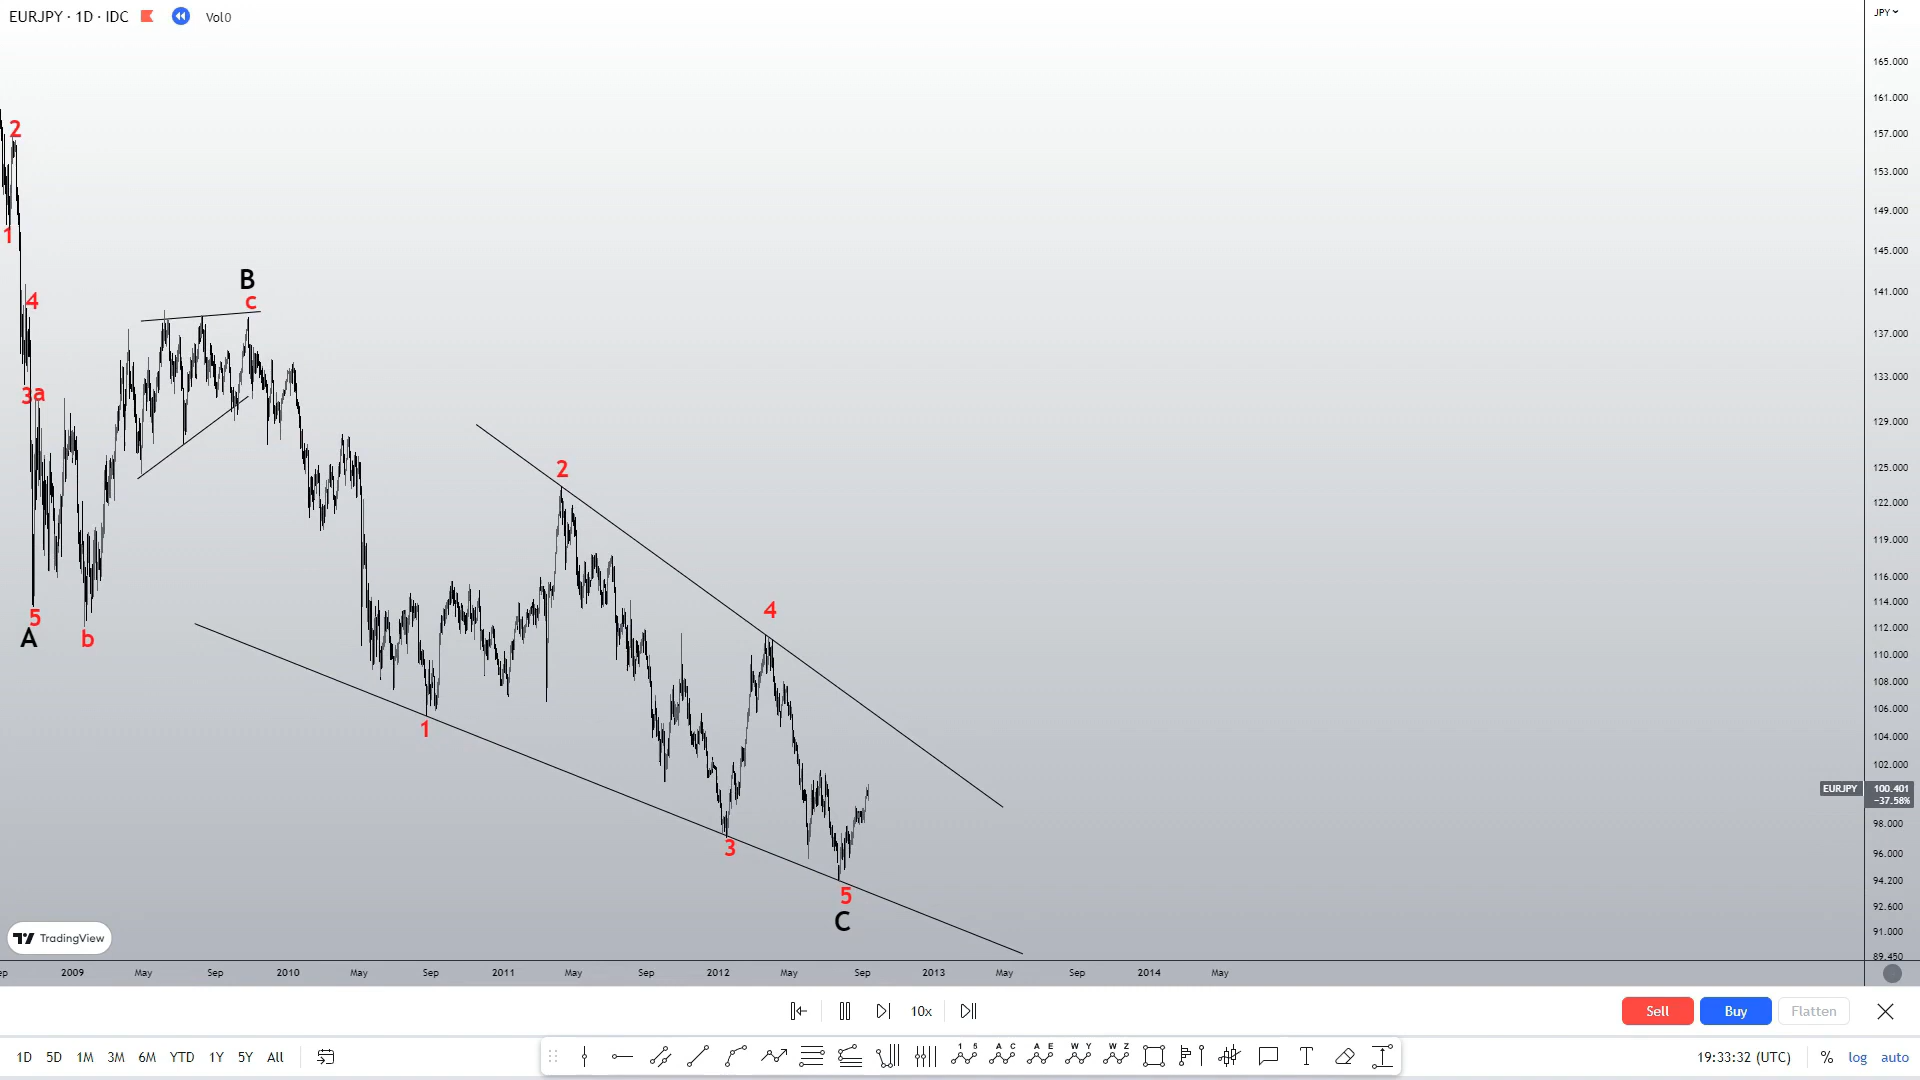 EURJPY · 1D · IDC Vol0
JPY
165.000
161.000
157.000
153.000
149.000
145.000
141.000
137.000
133.000
129.000
125.000
122.000
119.000
116.000
114.000
112.000
110.000
108.000
106.000
104.000
102.000
EURJPY 100.401
−37.58%
98.000
96.000
94.200
92.600
91.000
89.450
2
1
4
3a
5
A
b
B
c
1
2
3
4
5
C
TradingView
ep 2009 May Sep 2010 May Sep 2011 May Sep 2012 May Sep 2013 May Sep 2014 May
10x
Sell Buy Flatten
1D 5D 1M 3M 6M YTD 1Y 5Y All
1 5 A C A E W Y W Z
T
19:33:32 (UTC) % log auto